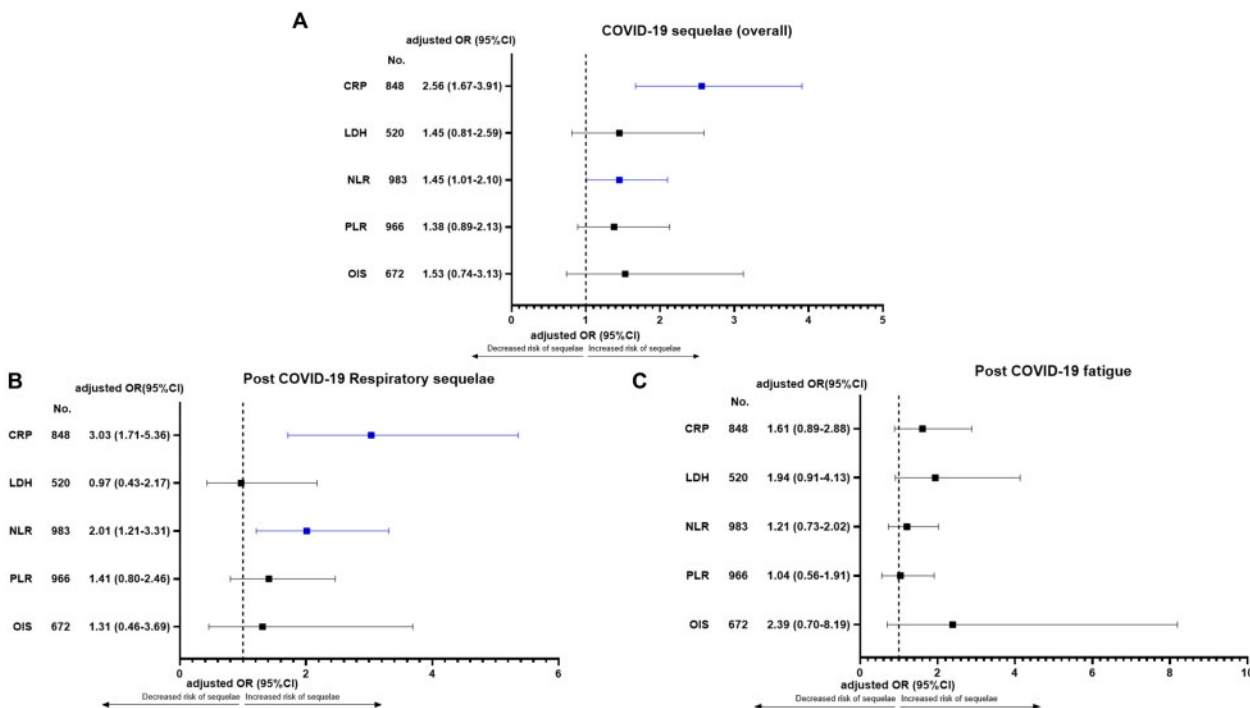 A
COVID-19 sequelae (overall)
adjusted OR (95%CI)
No.
CRP 848 2.56 (1.67-3.91)
LDH 520 1.45 (0.81-2.59)
NLR 983 1.45 (1.01-2.10)
PLR 966 1.38 (0.89-2.13)
OIS 672 1.53 (0.74-3.13)
0 1 2 3 4 5
adjusted OR (95%CI)
Decreased risk of sequelae Increased risk of sequelae
B
Post COVID-19 Respiratory sequelae
adjusted OR(95%CI)
No.
CRP 848 3.03 (1.71-5.36)
LDH 520 0.97 (0.43-2.17)
NLR 983 2.01 (1.21-3.31)
PLR 966 1.41 (0.80-2.46)
OIS 672 1.31 (0.46-3.69)
0 2 4 6
adjusted OR (95%CI)
Decreased risk of sequelae Increased risk of sequelae
C
Post COVID-19 fatigue
adjusted OR(95%CI)
No.
CRP 848 1.61 (0.89-2.88)
LDH 520 1.94 (0.91-4.13)
NLR 983 1.21 (0.73-2.02)
PLR 966 1.04 (0.56-1.91)
OIS 672 2.39 (0.70-8.19)
0 2 4 6 8 10
adjusted OR (95%CI)
Decreased risk of sequelae Increased risk of sequelae